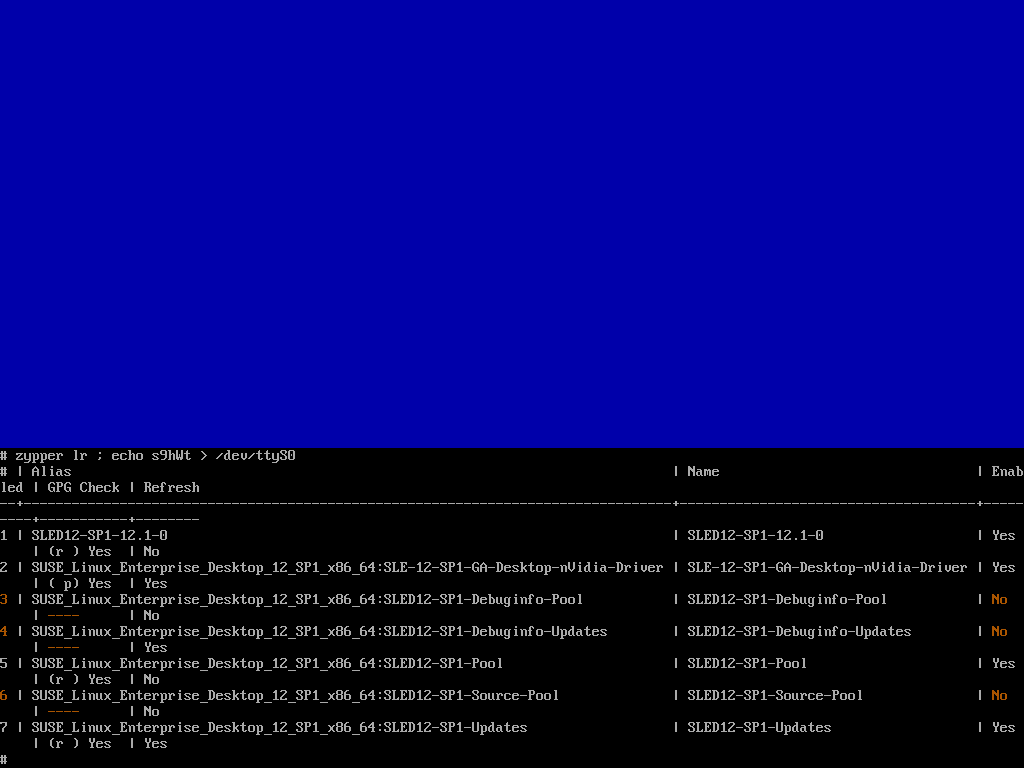 # zypper lr ; echo s9hWt > /dev/ttyS0
# | Alias                                                                           | Name                                | Enab
led | GPG Check | Refresh
--+---------------------------------------------------------------------------------+-------------------------------------+-----
----+-----------+--------
1 | SLED12-SP1-12.1-0                                                               | SLED12-SP1-12.1-0                   | Yes
    | (r ) Yes  | No
2 | SUSE_Linux_Enterprise_Desktop_12_SP1_x86_64:SLE-12-SP1-GA-Desktop-nVidia-Driver | SLE-12-SP1-GA-Desktop-nVidia-Driver | Yes
    | ( p) Yes  | Yes
3 | SUSE_Linux_Enterprise_Desktop_12_SP1_x86_64:SLED12-SP1-Debuginfo-Pool           | SLED12-SP1-Debuginfo-Pool           | No
    | ----      | No
4 | SUSE_Linux_Enterprise_Desktop_12_SP1_x86_64:SLED12-SP1-Debuginfo-Updates        | SLED12-SP1-Debuginfo-Updates        | No
    | ----      | Yes
5 | SUSE_Linux_Enterprise_Desktop_12_SP1_x86_64:SLED12-SP1-Pool                     | SLED12-SP1-Pool                     | Yes
    | (r ) Yes  | No
6 | SUSE_Linux_Enterprise_Desktop_12_SP1_x86_64:SLED12-SP1-Source-Pool              | SLED12-SP1-Source-Pool              | No
    | ----      | No
7 | SUSE_Linux_Enterprise_Desktop_12_SP1_x86_64:SLED12-SP1-Updates                  | SLED12-SP1-Updates                  | Yes
    | (r ) Yes  | Yes
#